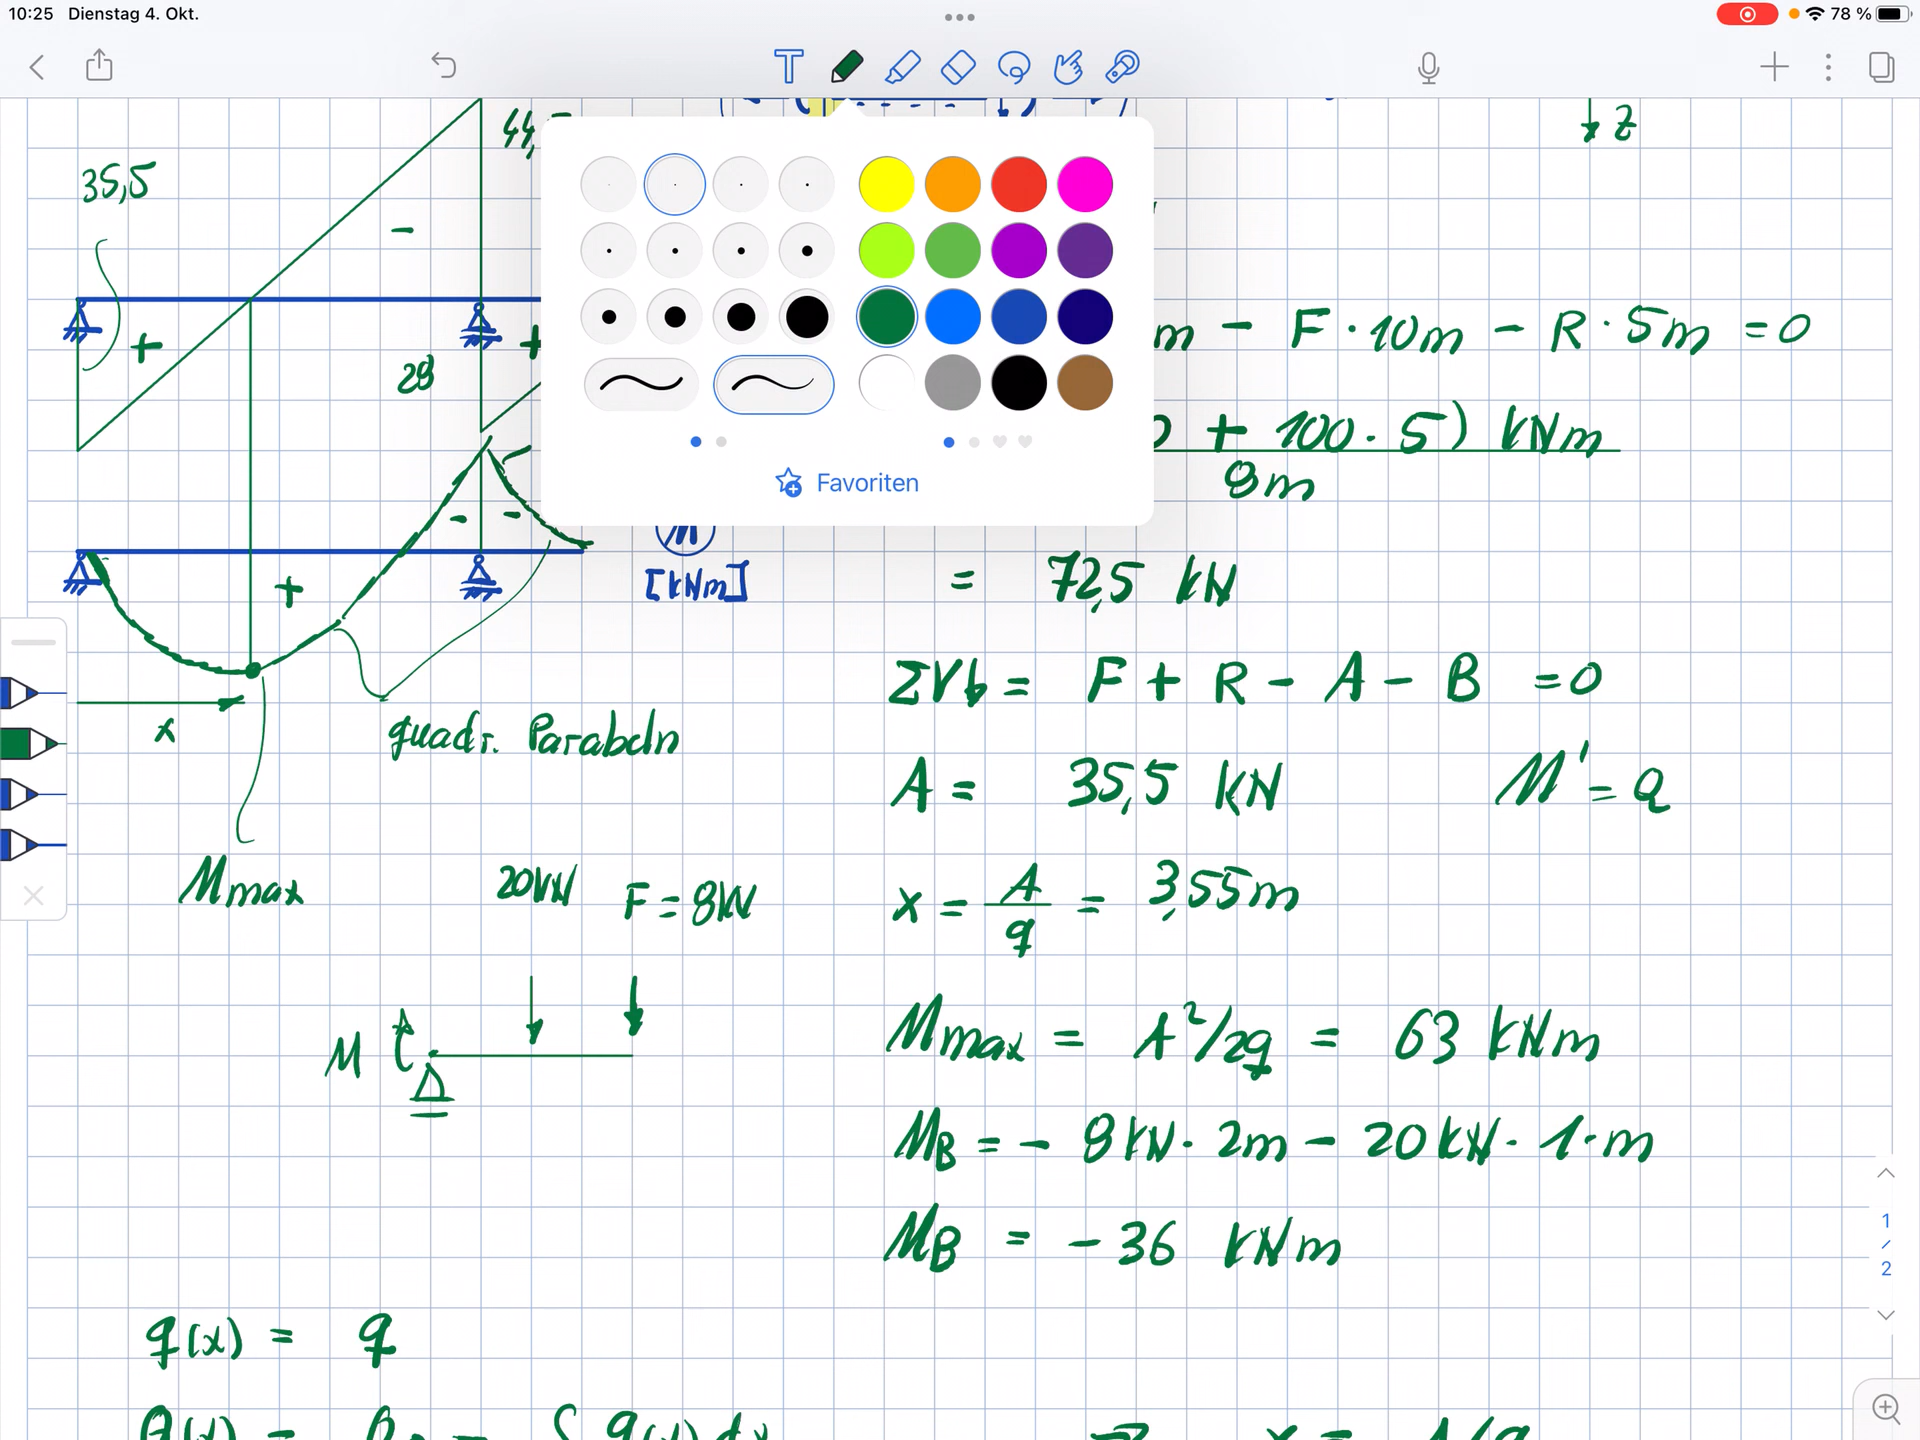 10:25 Dienstag 4. Okt.
78 %
T
35,5
44,
z
-
+
28
+
m - F · 10m - R · 5m = 0
+ 100 · 5) kNm
8m
Favoriten
- -
M
[kNm]
+
= 72,5 kN
ΣVb = F + R - A - B = 0
x
quadr. Parabeln
A = 35,5 kN
M' = Q
Mmax
20kN F = 8kN
x = A/q = 3,55m
M
Mmax = A²/2q = 63 kNm
MB = - 8kN · 2m - 20kN · 1·m
MB = - 36 kNm
1
/
2
q(x) = q